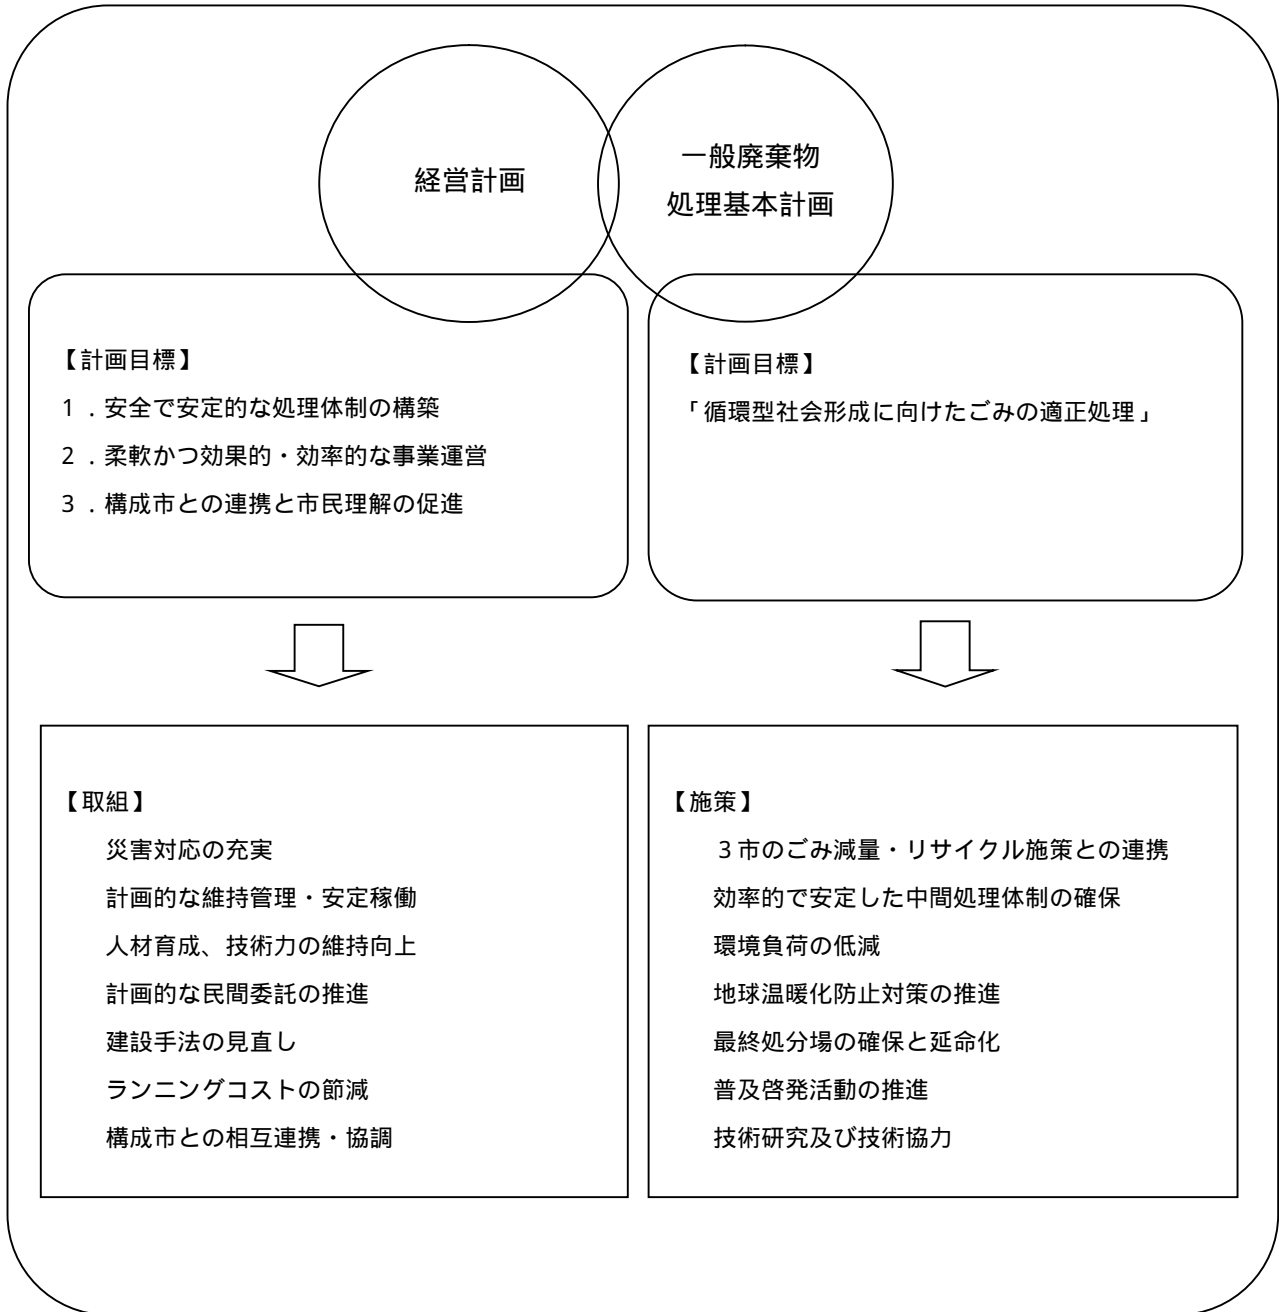 経営計画
一般廃棄物
処理基本計画
【計画目標】
１．安全で安定的な処理体制の構築
２．柔軟かつ効果的・効率的な事業運営
３．構成市との連携と市民理解の促進
【計画目標】
「循環型社会形成に向けたごみの適正処理」
【取組】
災害対応の充実
計画的な維持管理・安定稼働
人材育成、技術力の維持向上
計画的な民間委託の推進
建設手法の見直し
ランニングコストの節減
構成市との相互連携・協調
【施策】
３市のごみ減量・リサイクル施策との連携
効率的で安定した中間処理体制の確保
環境負荷の低減
地球温暖化防止対策の推進
最終処分場の確保と延命化
普及啓発活動の推進
技術研究及び技術協力